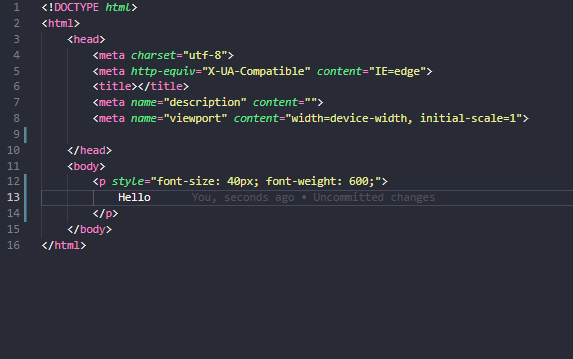 1 <!DOCTYPE html>
2 <html>
3 <head>
4 <meta charset="utf-8">
5 <meta http-equiv="X-UA-Compatible" content="IE=edge">
6 <title></title>
7 <meta name="description" content="">
8 <meta name="viewport" content="width=device-width, initial-scale=1">
9
10 </head>
11 <body>
12 <p style="font-size: 40px; font-weight: 600;">
13 Hello You, seconds ago • Uncommitted changes
14 </p>
15 </body>
16 </html>